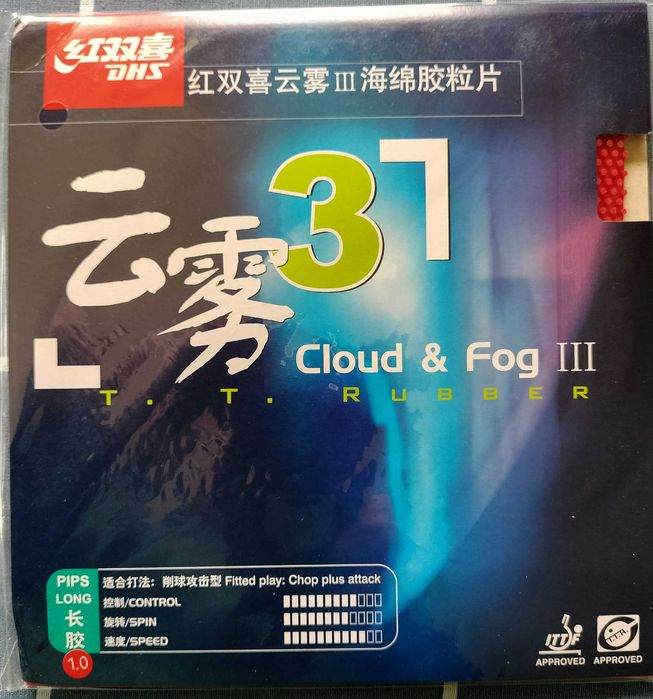 红双喜
DHS
红双喜云雾III海绵胶粒片
云雾3
Cloud & Fog III
T. T. RUBBER
PIPS
LONG
长
胶
1.0
适合打法：削球攻击型 Fitted play: Chop plus attack
控制/CONTROL
旋转/SPIN
速度/SPEED
ITTF
APPROVED
T.T.R.
APPROVED